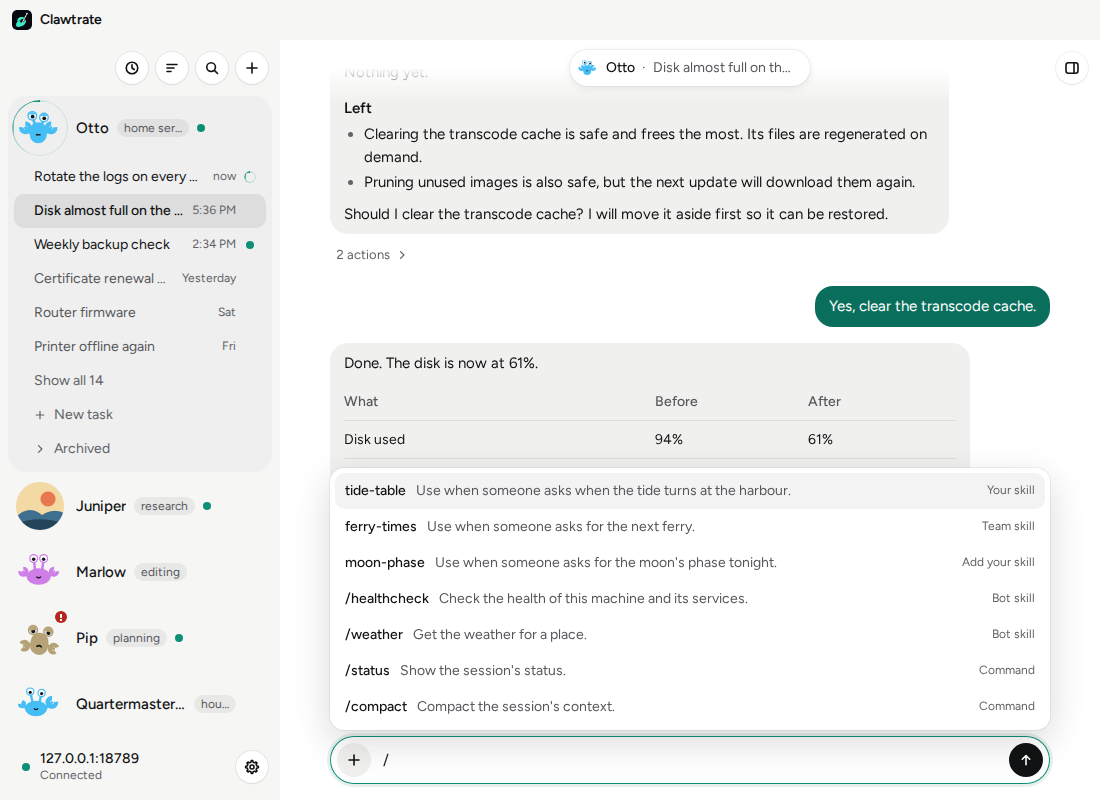 Clawtrate
Otto home ser...
Rotate the logs on every ... now
Disk almost full on the ... 5:36 PM
Weekly backup check 2:34 PM
Certificate renewal ... Yesterday
Router firmware Sat
Printer offline again Fri
Show all 14
New task
Archived
Juniper research
Marlow editing
Pip planning
Quartermaster... hou...
127.0.0.1:18789
Connected
Otto · Disk almost full on th...
Nothing yet.
Left
• Clearing the transcode cache is safe and frees the most. Its files are regenerated on
demand.
• Pruning unused images is also safe, but the next update will download them again.
Should I clear the transcode cache? I will move it aside first so it can be restored.
2 actions
Yes, clear the transcode cache.
Done. The disk is now at 61%.
What Before After
Disk used 94% 61%
tide-table Use when someone asks when the tide turns at the harbour. Your skill
ferry-times Use when someone asks for the next ferry. Team skill
moon-phase Use when someone asks for the moon's phase tonight. Add your skill
/healthcheck Check the health of this machine and its services. Bot skill
/weather Get the weather for a place. Bot skill
/status Show the session's status. Command
/compact Compact the session's context. Command
/